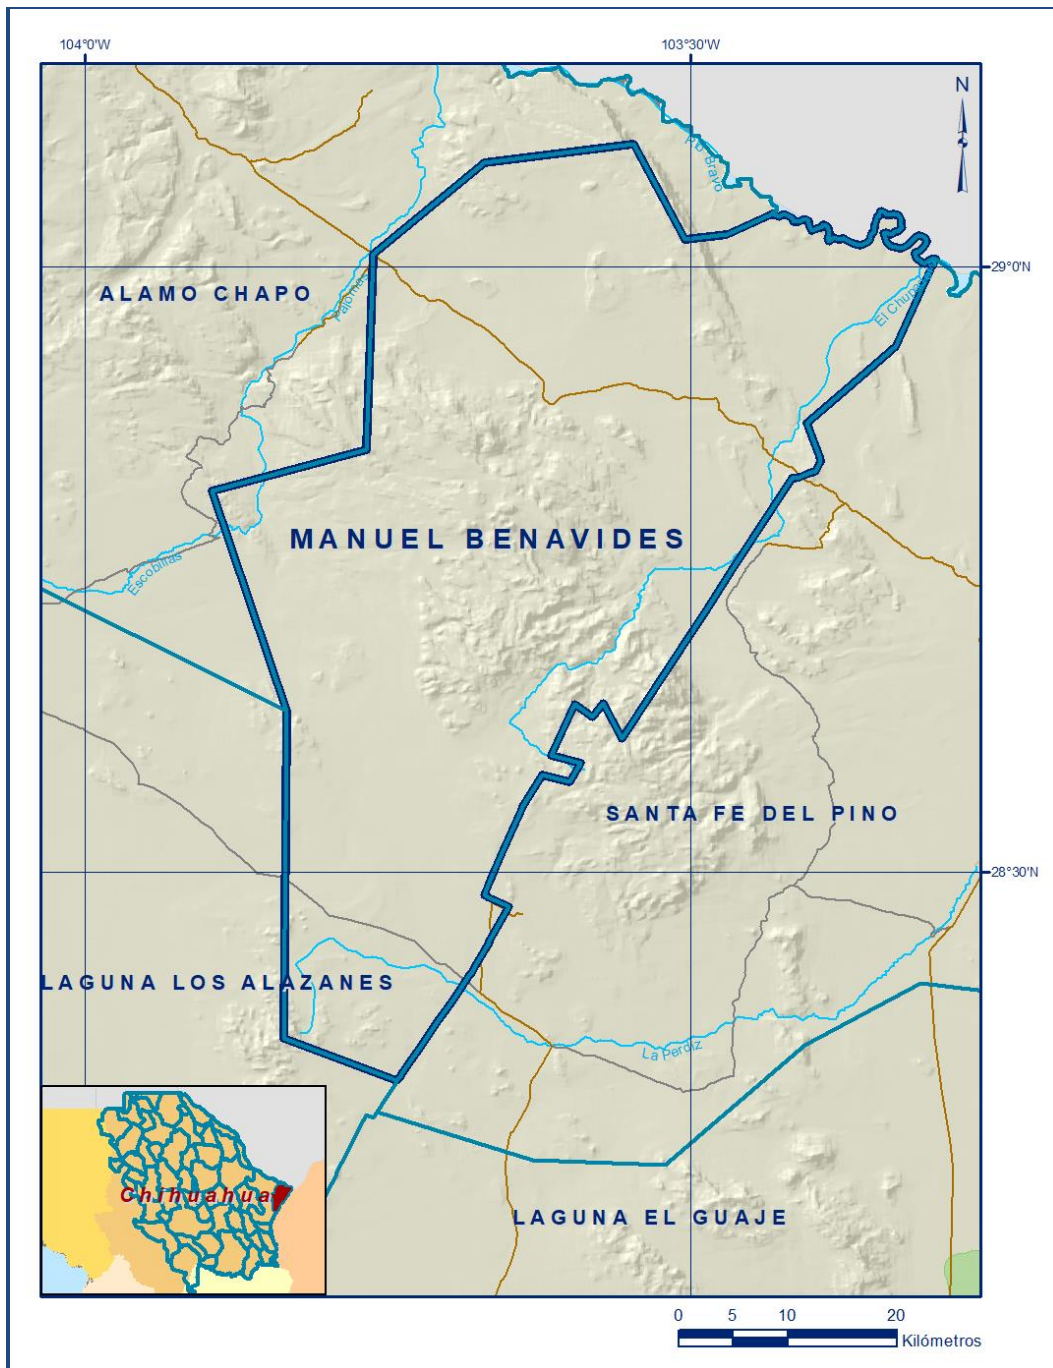 104°0'W
103°30'W
N
Río Bravo
29°0'N
ALAMO CHAPO
Palomas
El Chupadero
MANUEL BENAVIDES
Escobillas
SANTA FE DEL PINO
28°30'N
LAGUNA LOS ALAZANES
La Perdiz
Chihuahua
LAGUNA EL GUAJE
0 5 10 20
Kilómetros